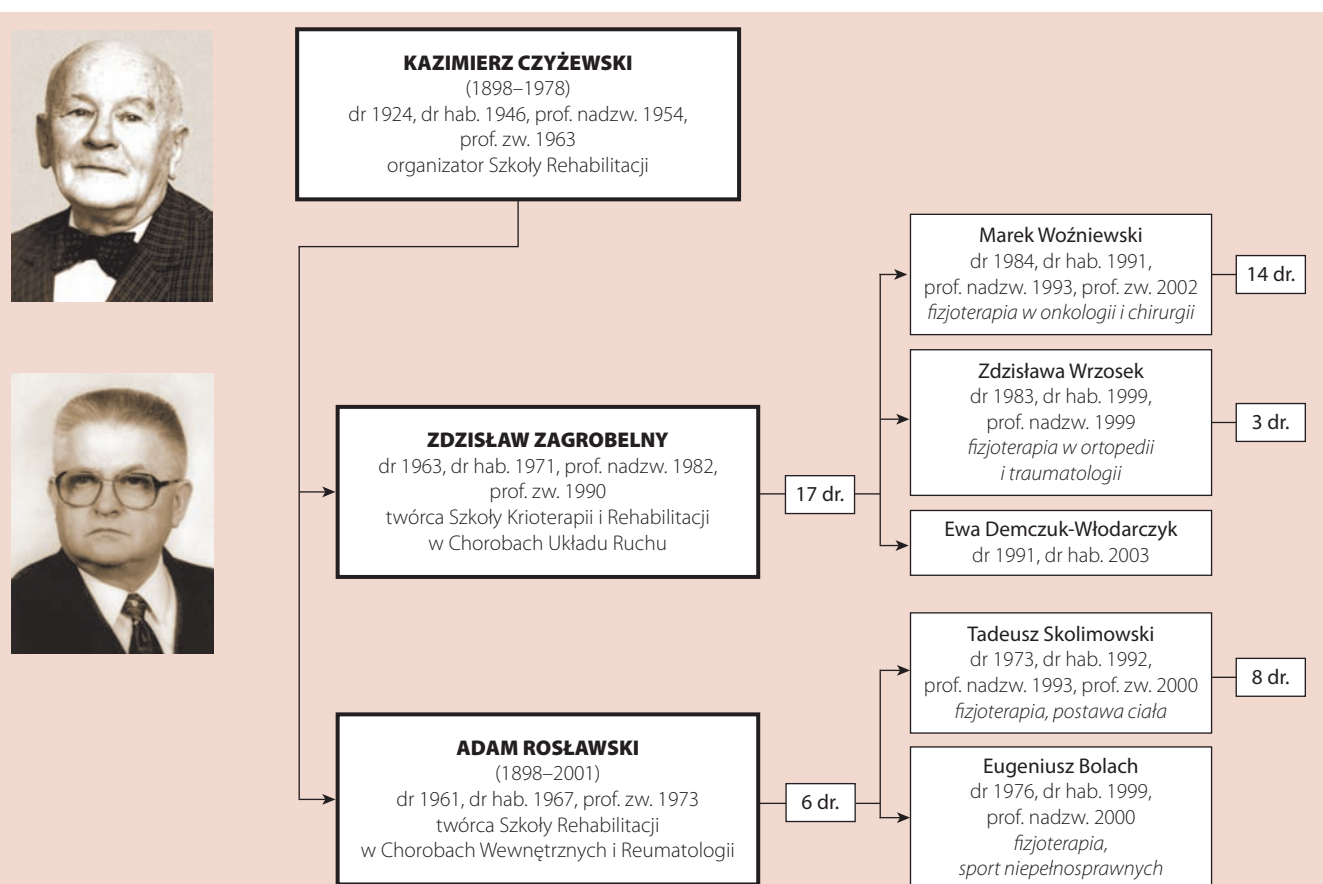 KAZIMIERZ CZYŻEWSKI
(1898–1978)
dr 1924, dr hab. 1946, prof. nadzw. 1954,
prof. zw. 1963
organizator Szkoły Rehabilitacji
ZDZISŁAW ZAGROBELNY
dr 1963, dr hab. 1971, prof. nadzw. 1982,
prof. zw. 1990
twórca Szkoły Krioterapii i Rehabilitacji
w Chorobach Układu Ruchu
17 dr.
Marek Woźniewski
dr 1984, dr hab. 1991,
prof. nadzw. 1993, prof. zw. 2002
fizjoterapia w onkologii i chirurgii
14 dr.
Zdzisława Wrzosek
dr 1983, dr hab. 1999,
prof. nadzw. 1999
fizjoterapia w ortopedii
i traumatologii
3 dr.
Ewa Demczuk-Włodarczyk
dr 1991, dr hab. 2003
ADAM ROSŁAWSKI
(1898–2001)
dr 1961, dr hab. 1967, prof. zw. 1973
twórca Szkoły Rehabilitacji
w Chorobach Wewnętrznych i Reumatologii
6 dr.
Tadeusz Skolimowski
dr 1973, dr hab. 1992,
prof. nadzw. 1993, prof. zw. 2000
fizjoterapia, postawa ciała
8 dr.
Eugeniusz Bolach
dr 1976, dr hab. 1999,
prof. nadzw. 2000
fizjoterapia,
sport niepełnosprawnych